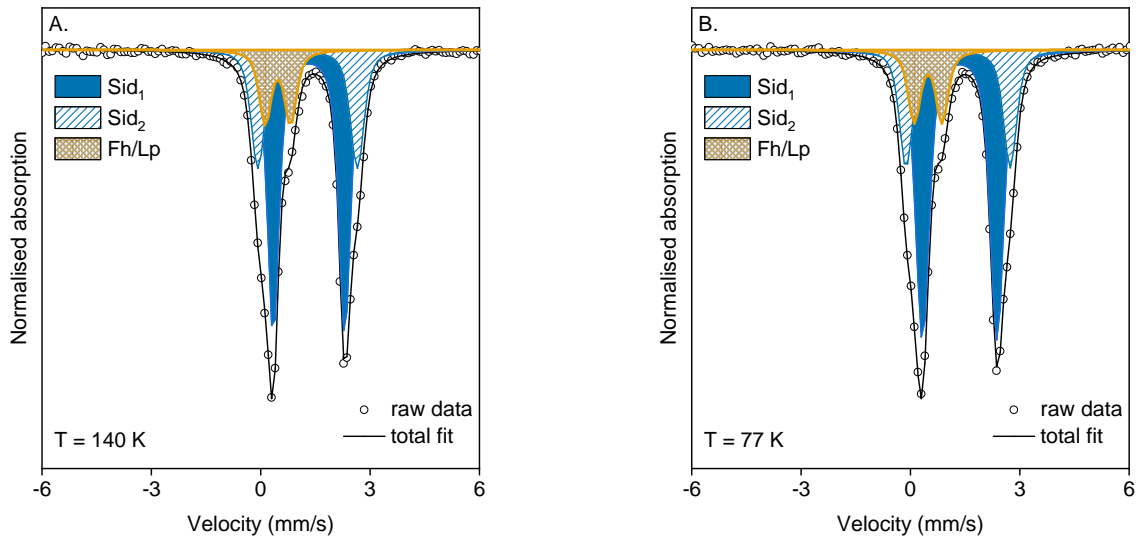 A.
Sid₁
Sid₂
Fh/Lp
Normalised absorption
raw data
total fit
T = 140 K
-6 -3 0 3 6
Velocity (mm/s)
B.
Sid₁
Sid₂
Fh/Lp
Normalised absorption
raw data
total fit
T = 77 K
-6 -3 0 3 6
Velocity (mm/s)